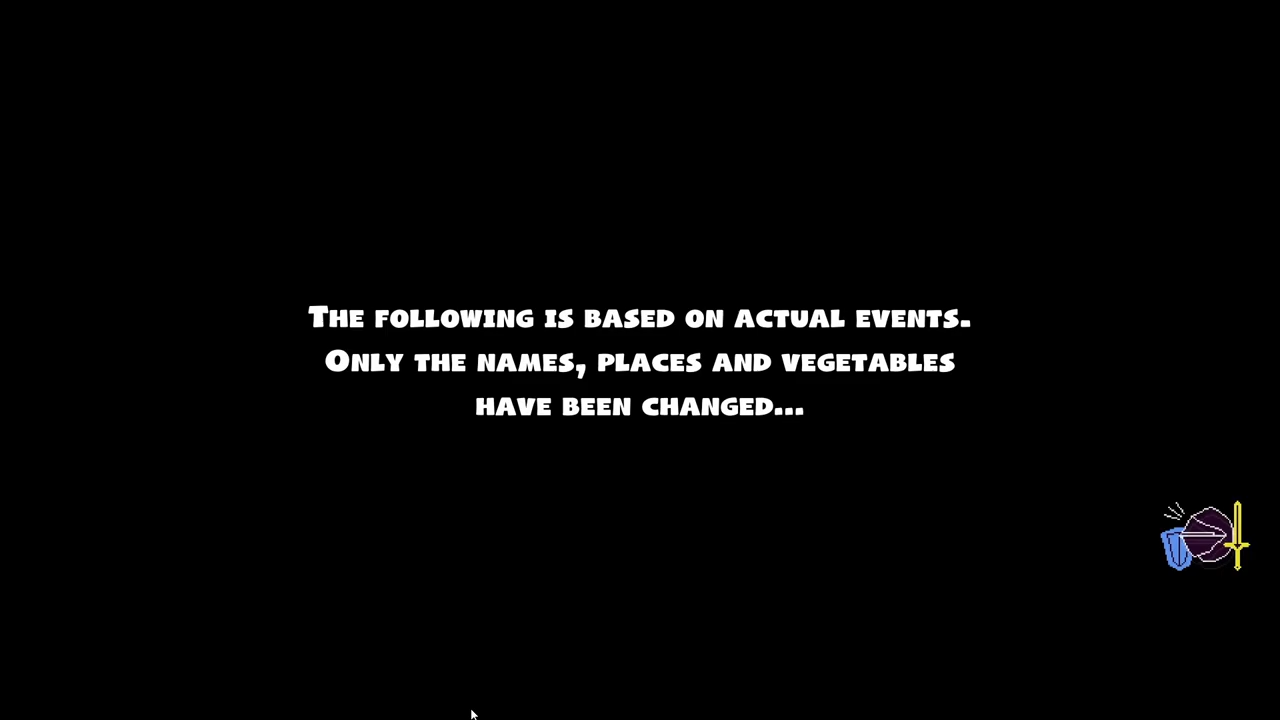 The following is based on actual events.
Only the names, places and vegetables
have been changed...